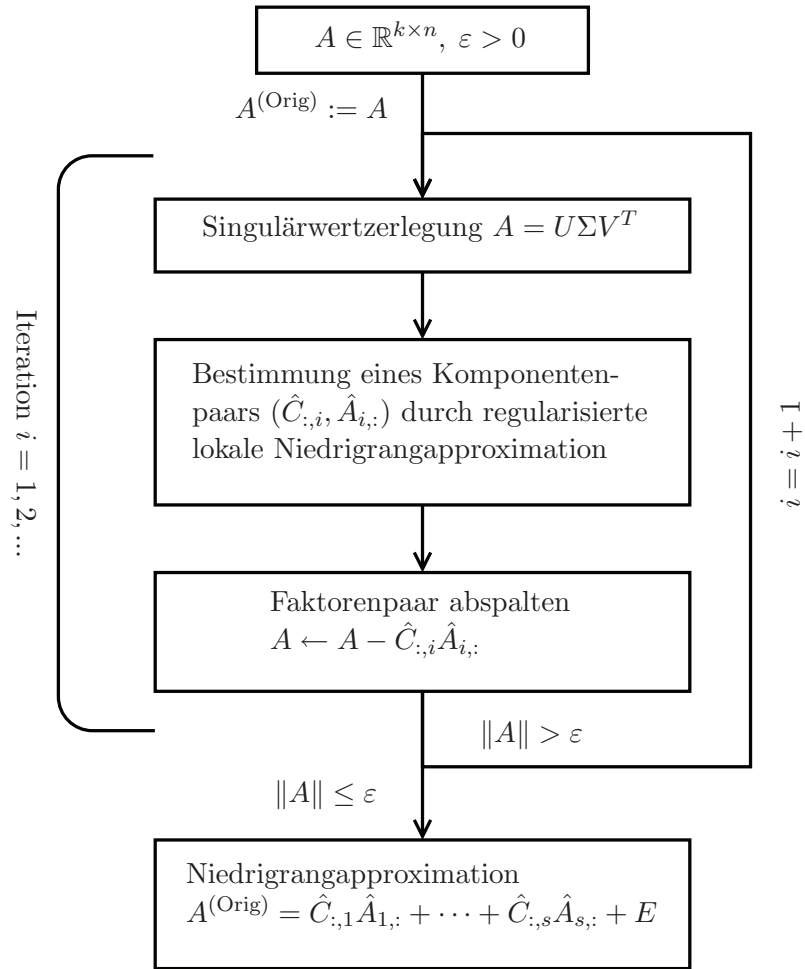 A ∈ ℝ^{k×n}, ε > 0
A^{(Orig)} := A
Singulärwertzerlegung A = UΣV^T
Bestimmung eines Komponenten-
paars (Ĉ_{:,i}, Â_{i,:}) durch regularisierte
lokale Niedrigrangapproximation
Iteration i = 1, 2, ...
i = i + 1
Faktorenpaar abspalten
A ← A − Ĉ_{:,i}Â_{i,:}
‖A‖ > ε
‖A‖ ≤ ε
Niedrigrangapproximation
A^{(Orig)} = Ĉ_{:,1}Â_{1,:} + ⋯ + Ĉ_{:,s}Â_{s,:} + E